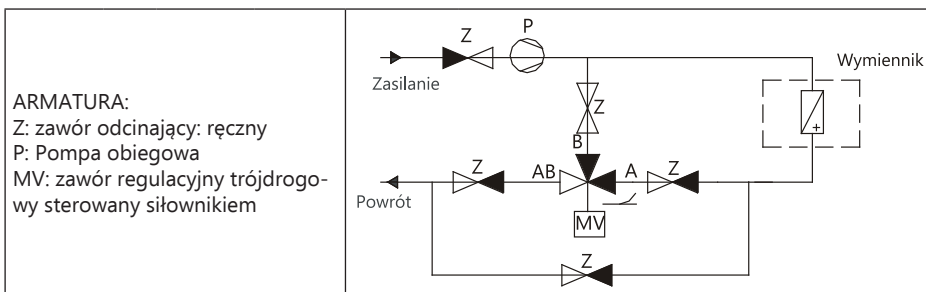 ARMATURA:
Z: zawór odcinający: ręczny
P: Pompa obiegowa
MV: zawór regulacyjny trójdrogo-
wy sterowany siłownikiem
Z
P
Zasilanie
Wymiennik
Z
+
B
Z
AB
A
Z
Powrót
MV
Z